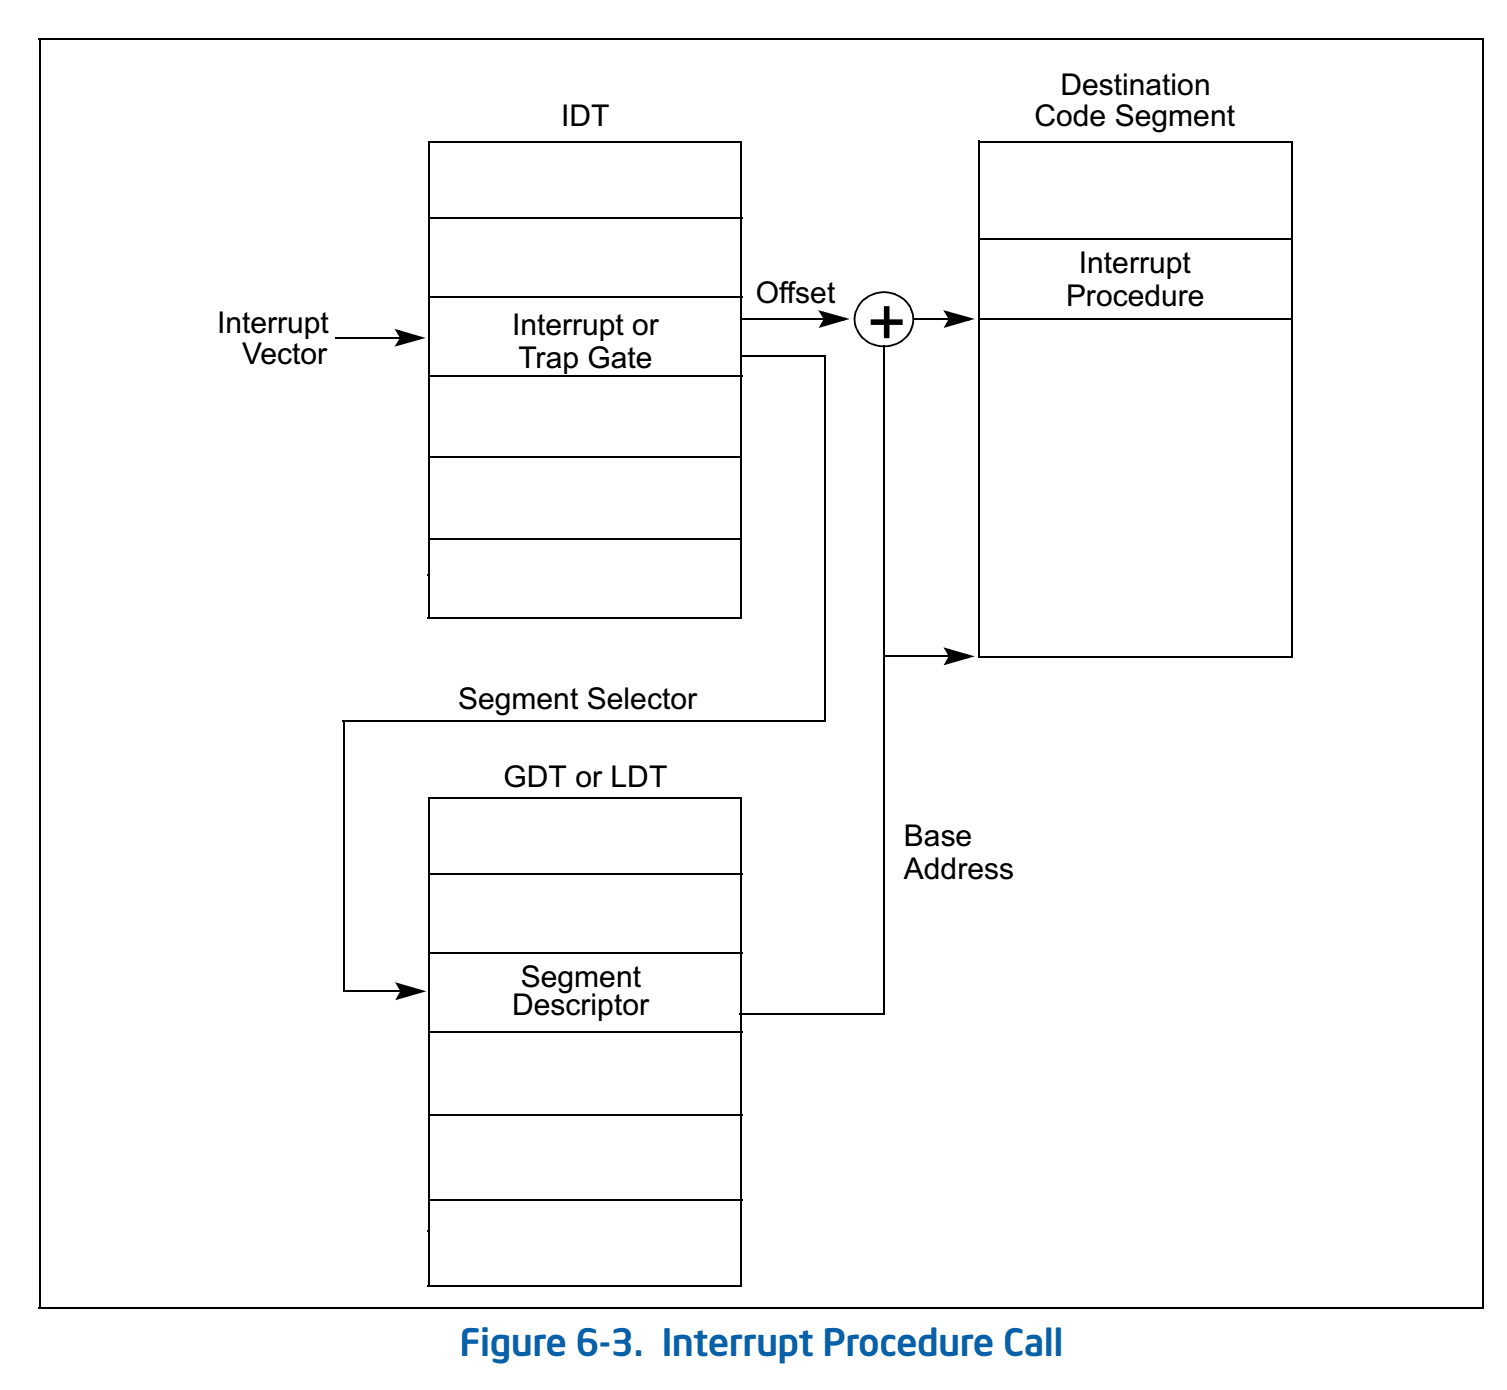 IDT
Destination
Code Segment
Interrupt
Vector
Interrupt or
Trap Gate
Offset
+
Interrupt
Procedure
Segment Selector
GDT or LDT
Segment
Descriptor
Base
Address
Figure 6-3. Interrupt Procedure Call